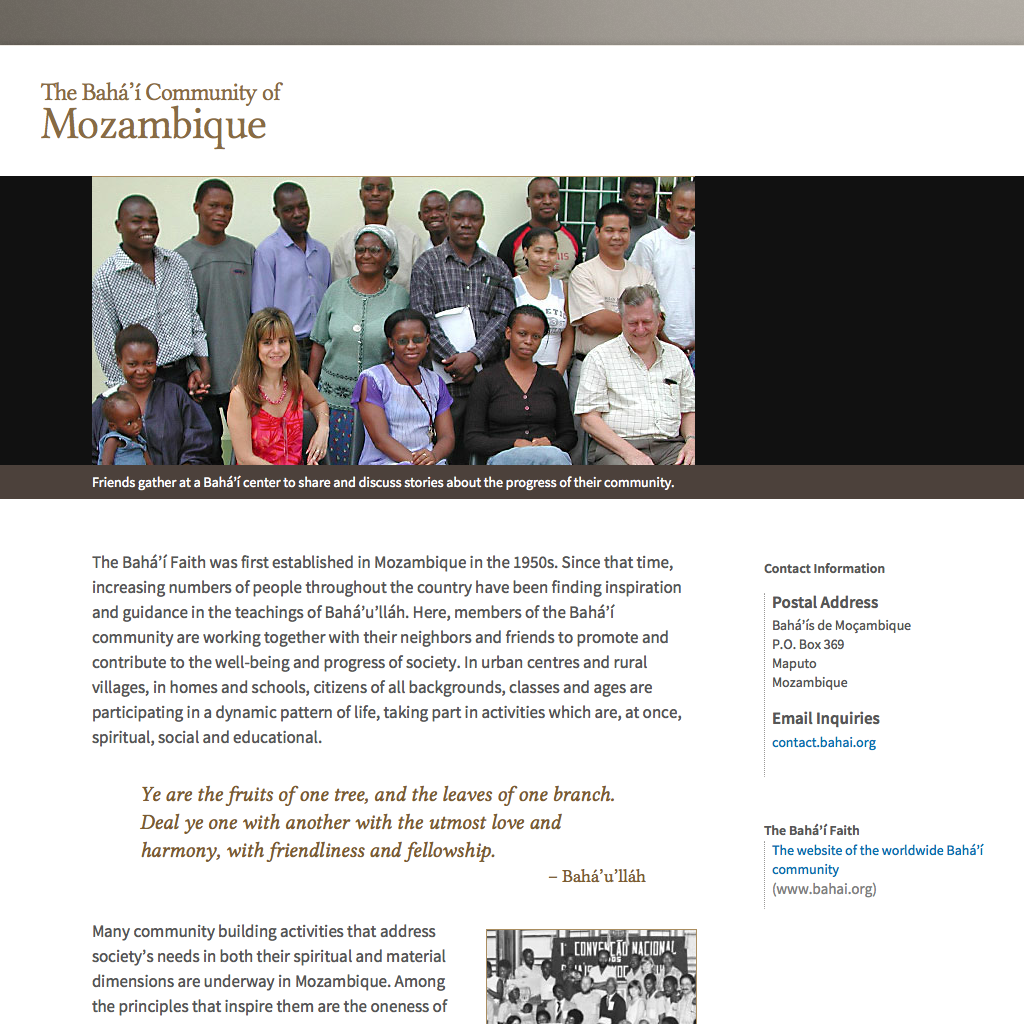 The Bahá’í Community of
Mozambique
Friends gather at a Bahá’í center to share and discuss stories about the progress of their community.
The Bahá’í Faith was first established in Mozambique in the 1950s. Since that time,
increasing numbers of people throughout the country have been finding inspiration
and guidance in the teachings of Bahá’u’lláh. Here, members of the Bahá’í
community are working together with their neighbors and friends to promote and
contribute to the well-being and progress of society. In urban centres and rural
villages, in homes and schools, citizens of all backgrounds, classes and ages are
participating in a dynamic pattern of life, taking part in activities which are, at once,
spiritual, social and educational.
Ye are the fruits of one tree, and the leaves of one branch.
Deal ye one with another with the utmost love and
harmony, with friendliness and fellowship.
– Bahá’u’lláh
Many community building activities that address
society’s needs in both their spiritual and material
dimensions are underway in Mozambique. Among
the principles that inspire them are the oneness of
CONVENÇÃO NACIONAL
Contact Information
Postal Address
Bahá’ís de Moçambique
P.O. Box 369
Maputo
Mozambique
Email Inquiries
contact.bahai.org
The Bahá’í Faith
The website of the worldwide Bahá’í
community
(www.bahai.org)